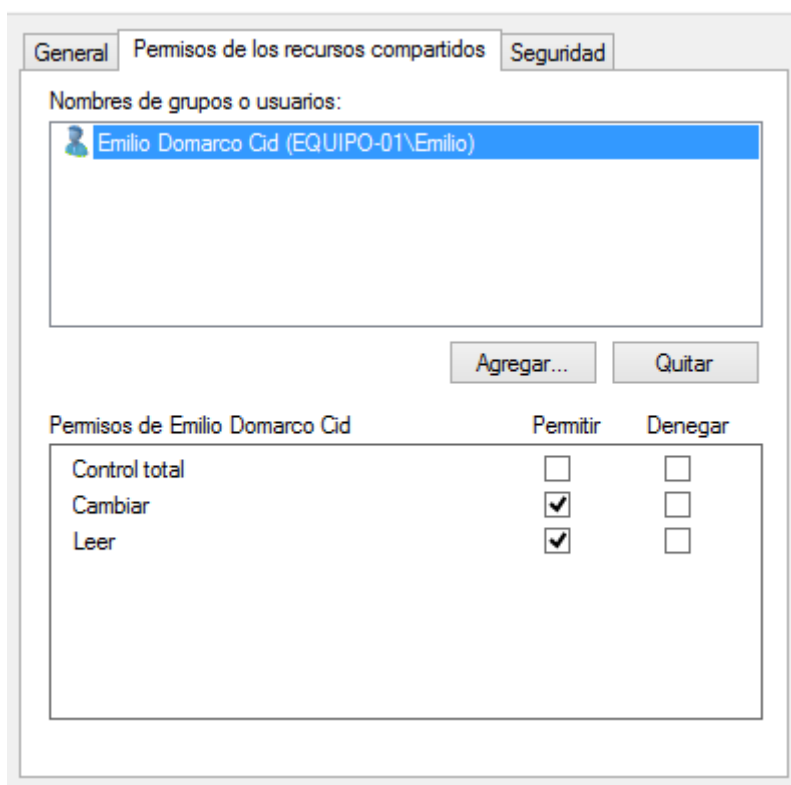 General Permisos de los recursos compartidos Seguridad
Nombres de grupos o usuarios:
Emilio Domarco Cid (EQUIPO-01\Emilio)
Agregar... Quitar
Permisos de Emilio Domarco Cid Permitir Denegar
Control total
Cambiar
Leer